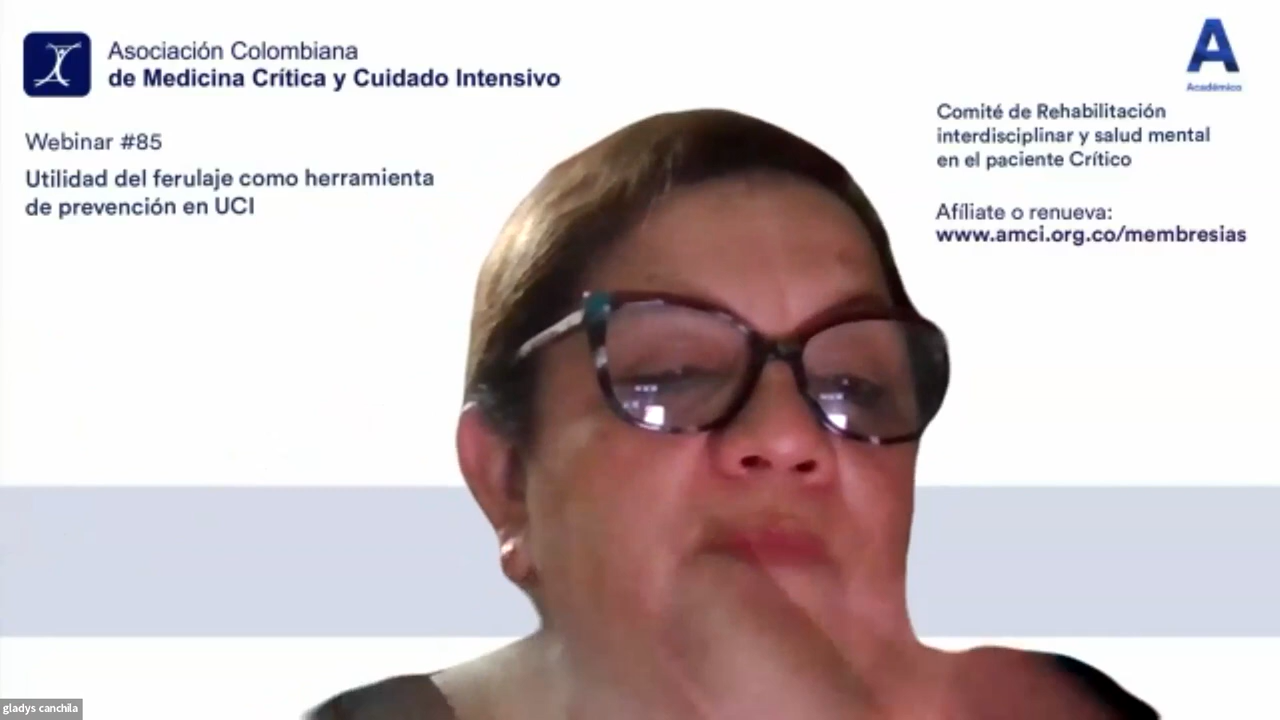 Asociación Colombiana
de Medicina Crítica y Cuidado Intensivo
Webinar #85
Utilidad del ferulaje como herramienta
de prevención en UCI
A
Académico
Comité de Rehabilitación
interdisciplinar y salud mental
en el paciente Crítico
Afíliate o renueva:
www.amci.org.co/membresias
gladys canchila